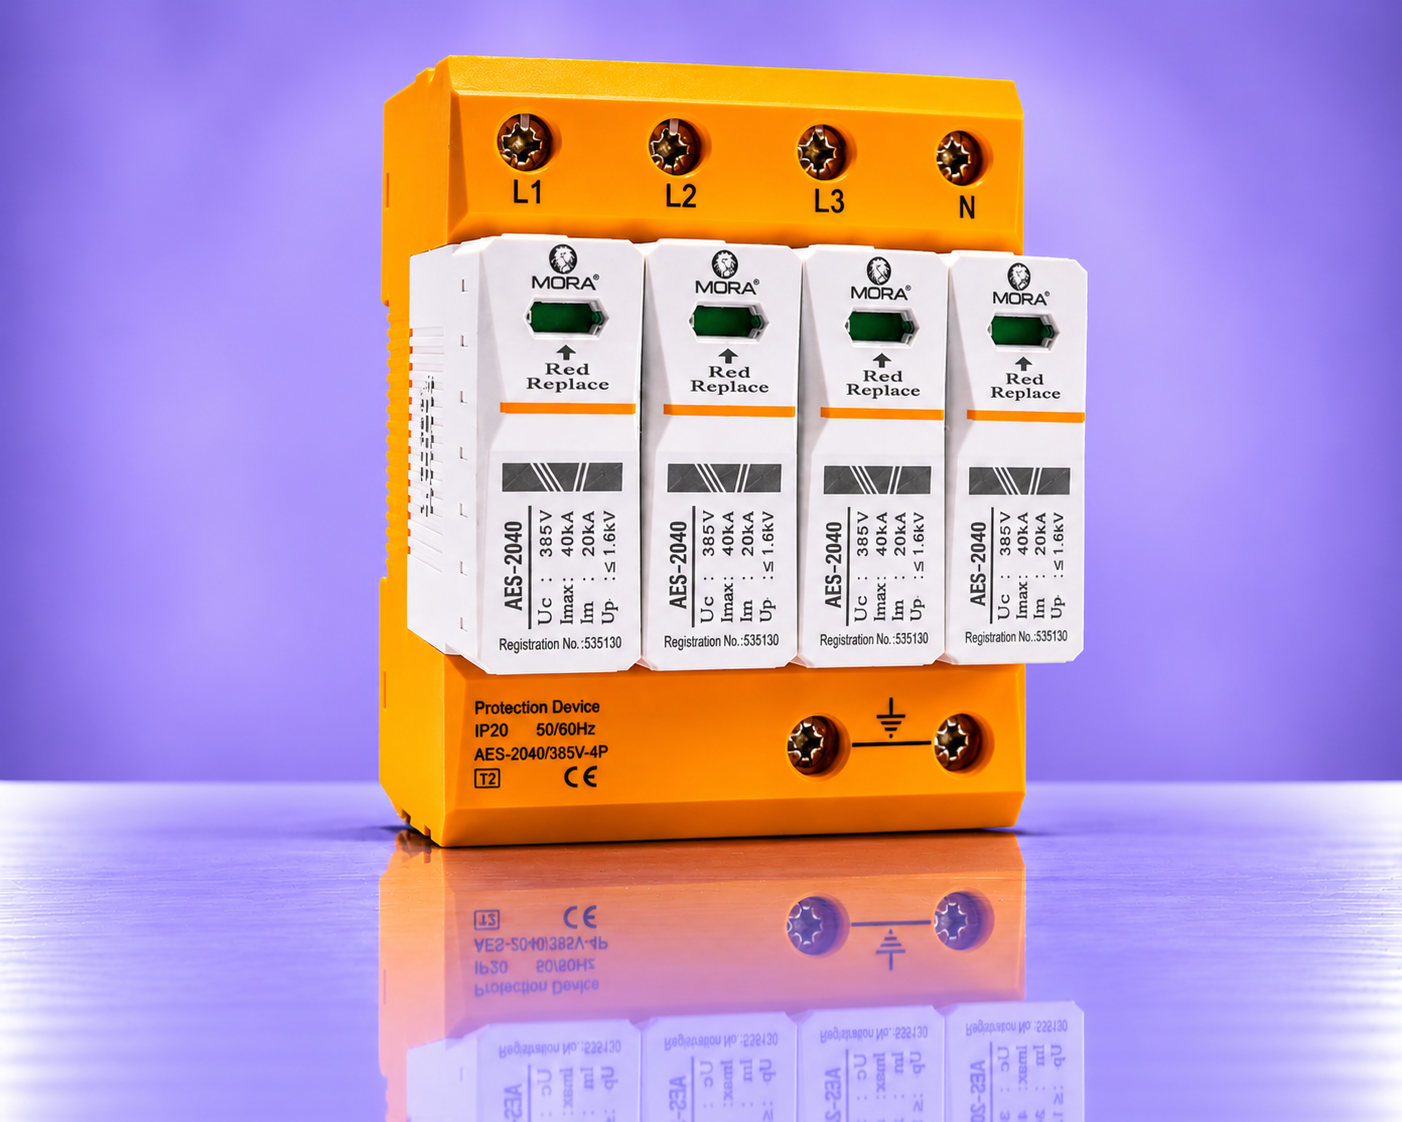 L1 L2 L3 N
MORA®
Red
Replace
AES-2040
Uc : 385V
Imax: 40kA
Im : 20kA
Up : ≤1.6kV
Registration No.:535130
MORA®
Red
Replace
AES-2040
Uc : 385V
Imax: 40kA
Im : 20kA
Up : ≤1.6kV
Registration No.:535130
MORA®
Red
Replace
AES-2040
Uc : 385V
Imax: 40kA
Im : 20kA
Up : ≤1.6kV
Registration No.:535130
MORA®
Red
Replace
AES-2040
Uc : 385V
Imax: 40kA
Im : 20kA
Up : ≤1.6kV
Registration No.:535130
Protection Device
IP20 50/60Hz
AES-2040/385V-4P
T2 CE